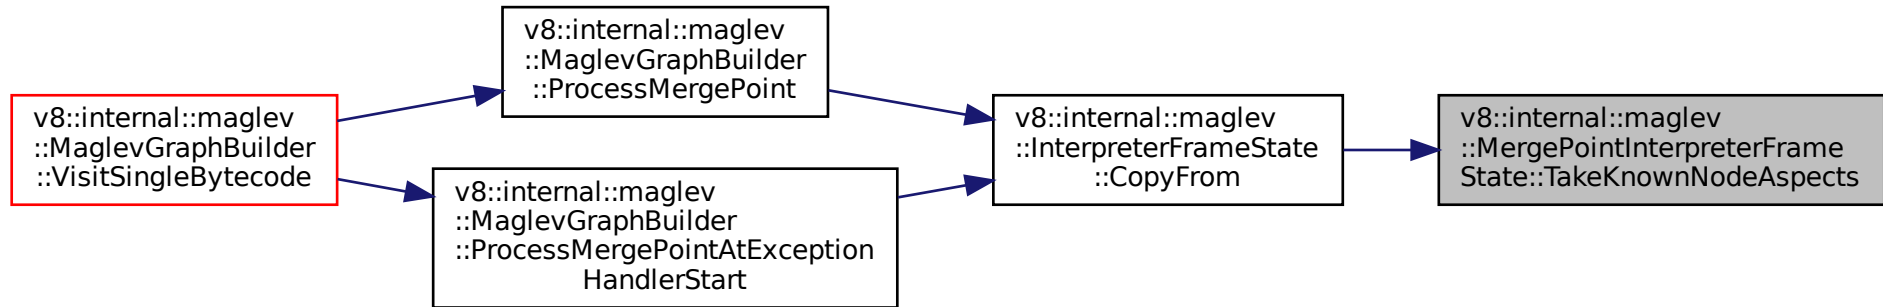 v8::internal::maglev
::MaglevGraphBuilder
::VisitSingleBytecode
v8::internal::maglev
::MaglevGraphBuilder
::ProcessMergePoint
v8::internal::maglev
::MaglevGraphBuilder
::ProcessMergePointAtException
HandlerStart
v8::internal::maglev
::InterpreterFrameState
::CopyFrom
v8::internal::maglev
::MergePointInterpreterFrame
State::TakeKnownNodeAspects